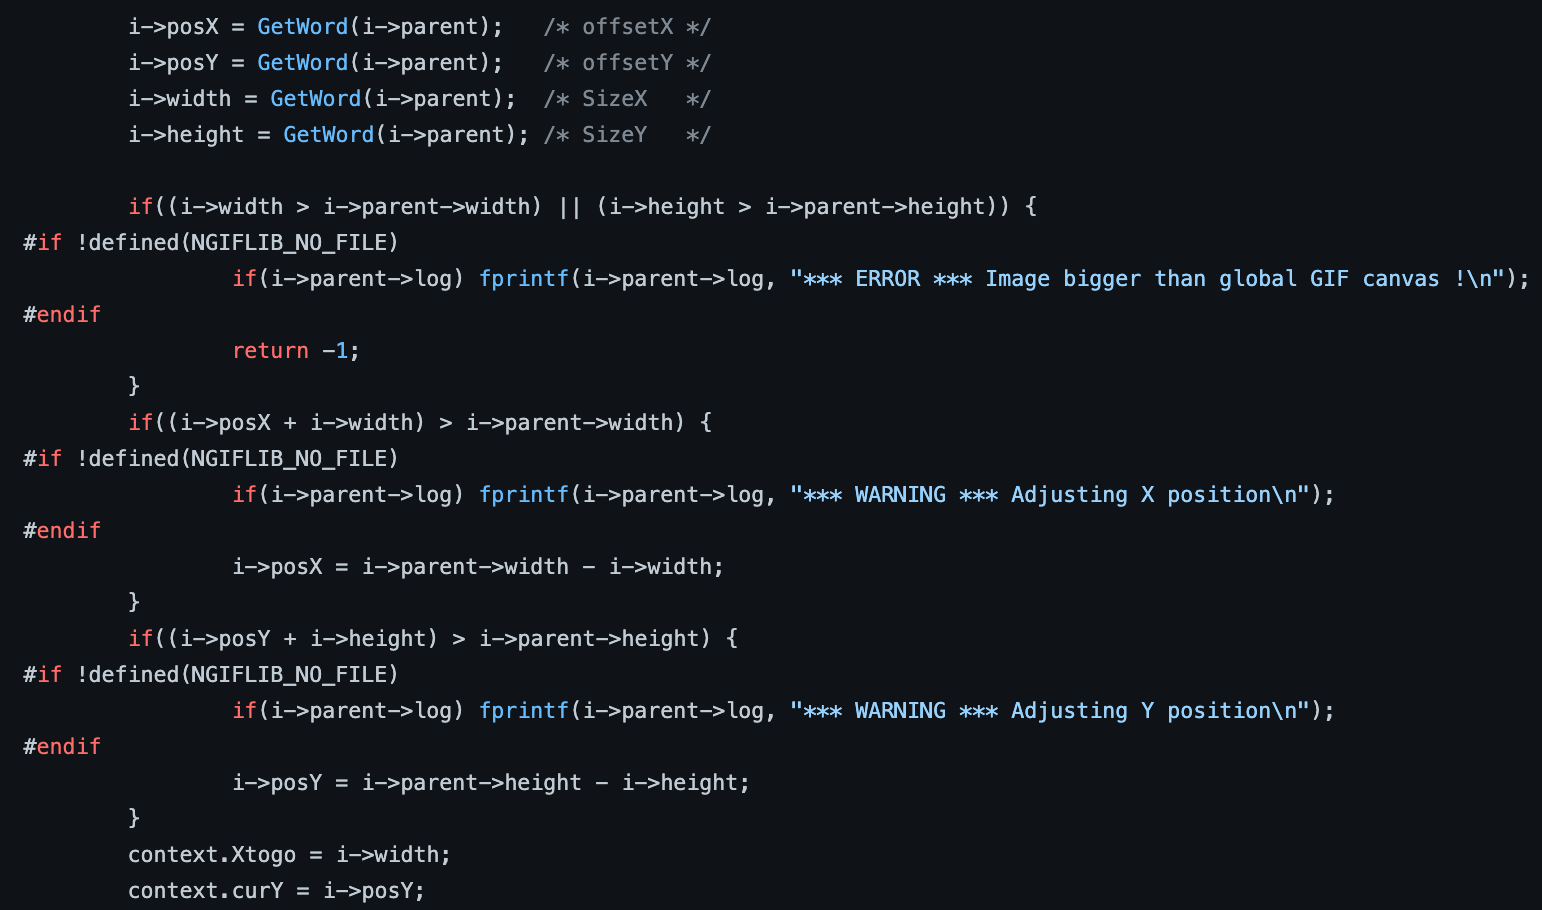 i->posX = GetWord(i->parent);   /* offsetX */
i->posY = GetWord(i->parent);   /* offsetY */
i->width = GetWord(i->parent);  /* SizeX   */
i->height = GetWord(i->parent); /* SizeY   */
if((i->width > i->parent->width) || (i->height > i->parent->height)) {
#if !defined(NGIFLIB_NO_FILE)
if(i->parent->log) fprintf(i->parent->log, "*** ERROR *** Image bigger than global GIF canvas !\n");
#endif
return -1;
}
if((i->posX + i->width) > i->parent->width) {
#if !defined(NGIFLIB_NO_FILE)
if(i->parent->log) fprintf(i->parent->log, "*** WARNING *** Adjusting X position\n");
#endif
i->posX = i->parent->width - i->width;
}
if((i->posY + i->height) > i->parent->height) {
#if !defined(NGIFLIB_NO_FILE)
if(i->parent->log) fprintf(i->parent->log, "*** WARNING *** Adjusting Y position\n");
#endif
i->posY = i->parent->height - i->height;
}
context.Xtogo = i->width;
context.curY = i->posY;